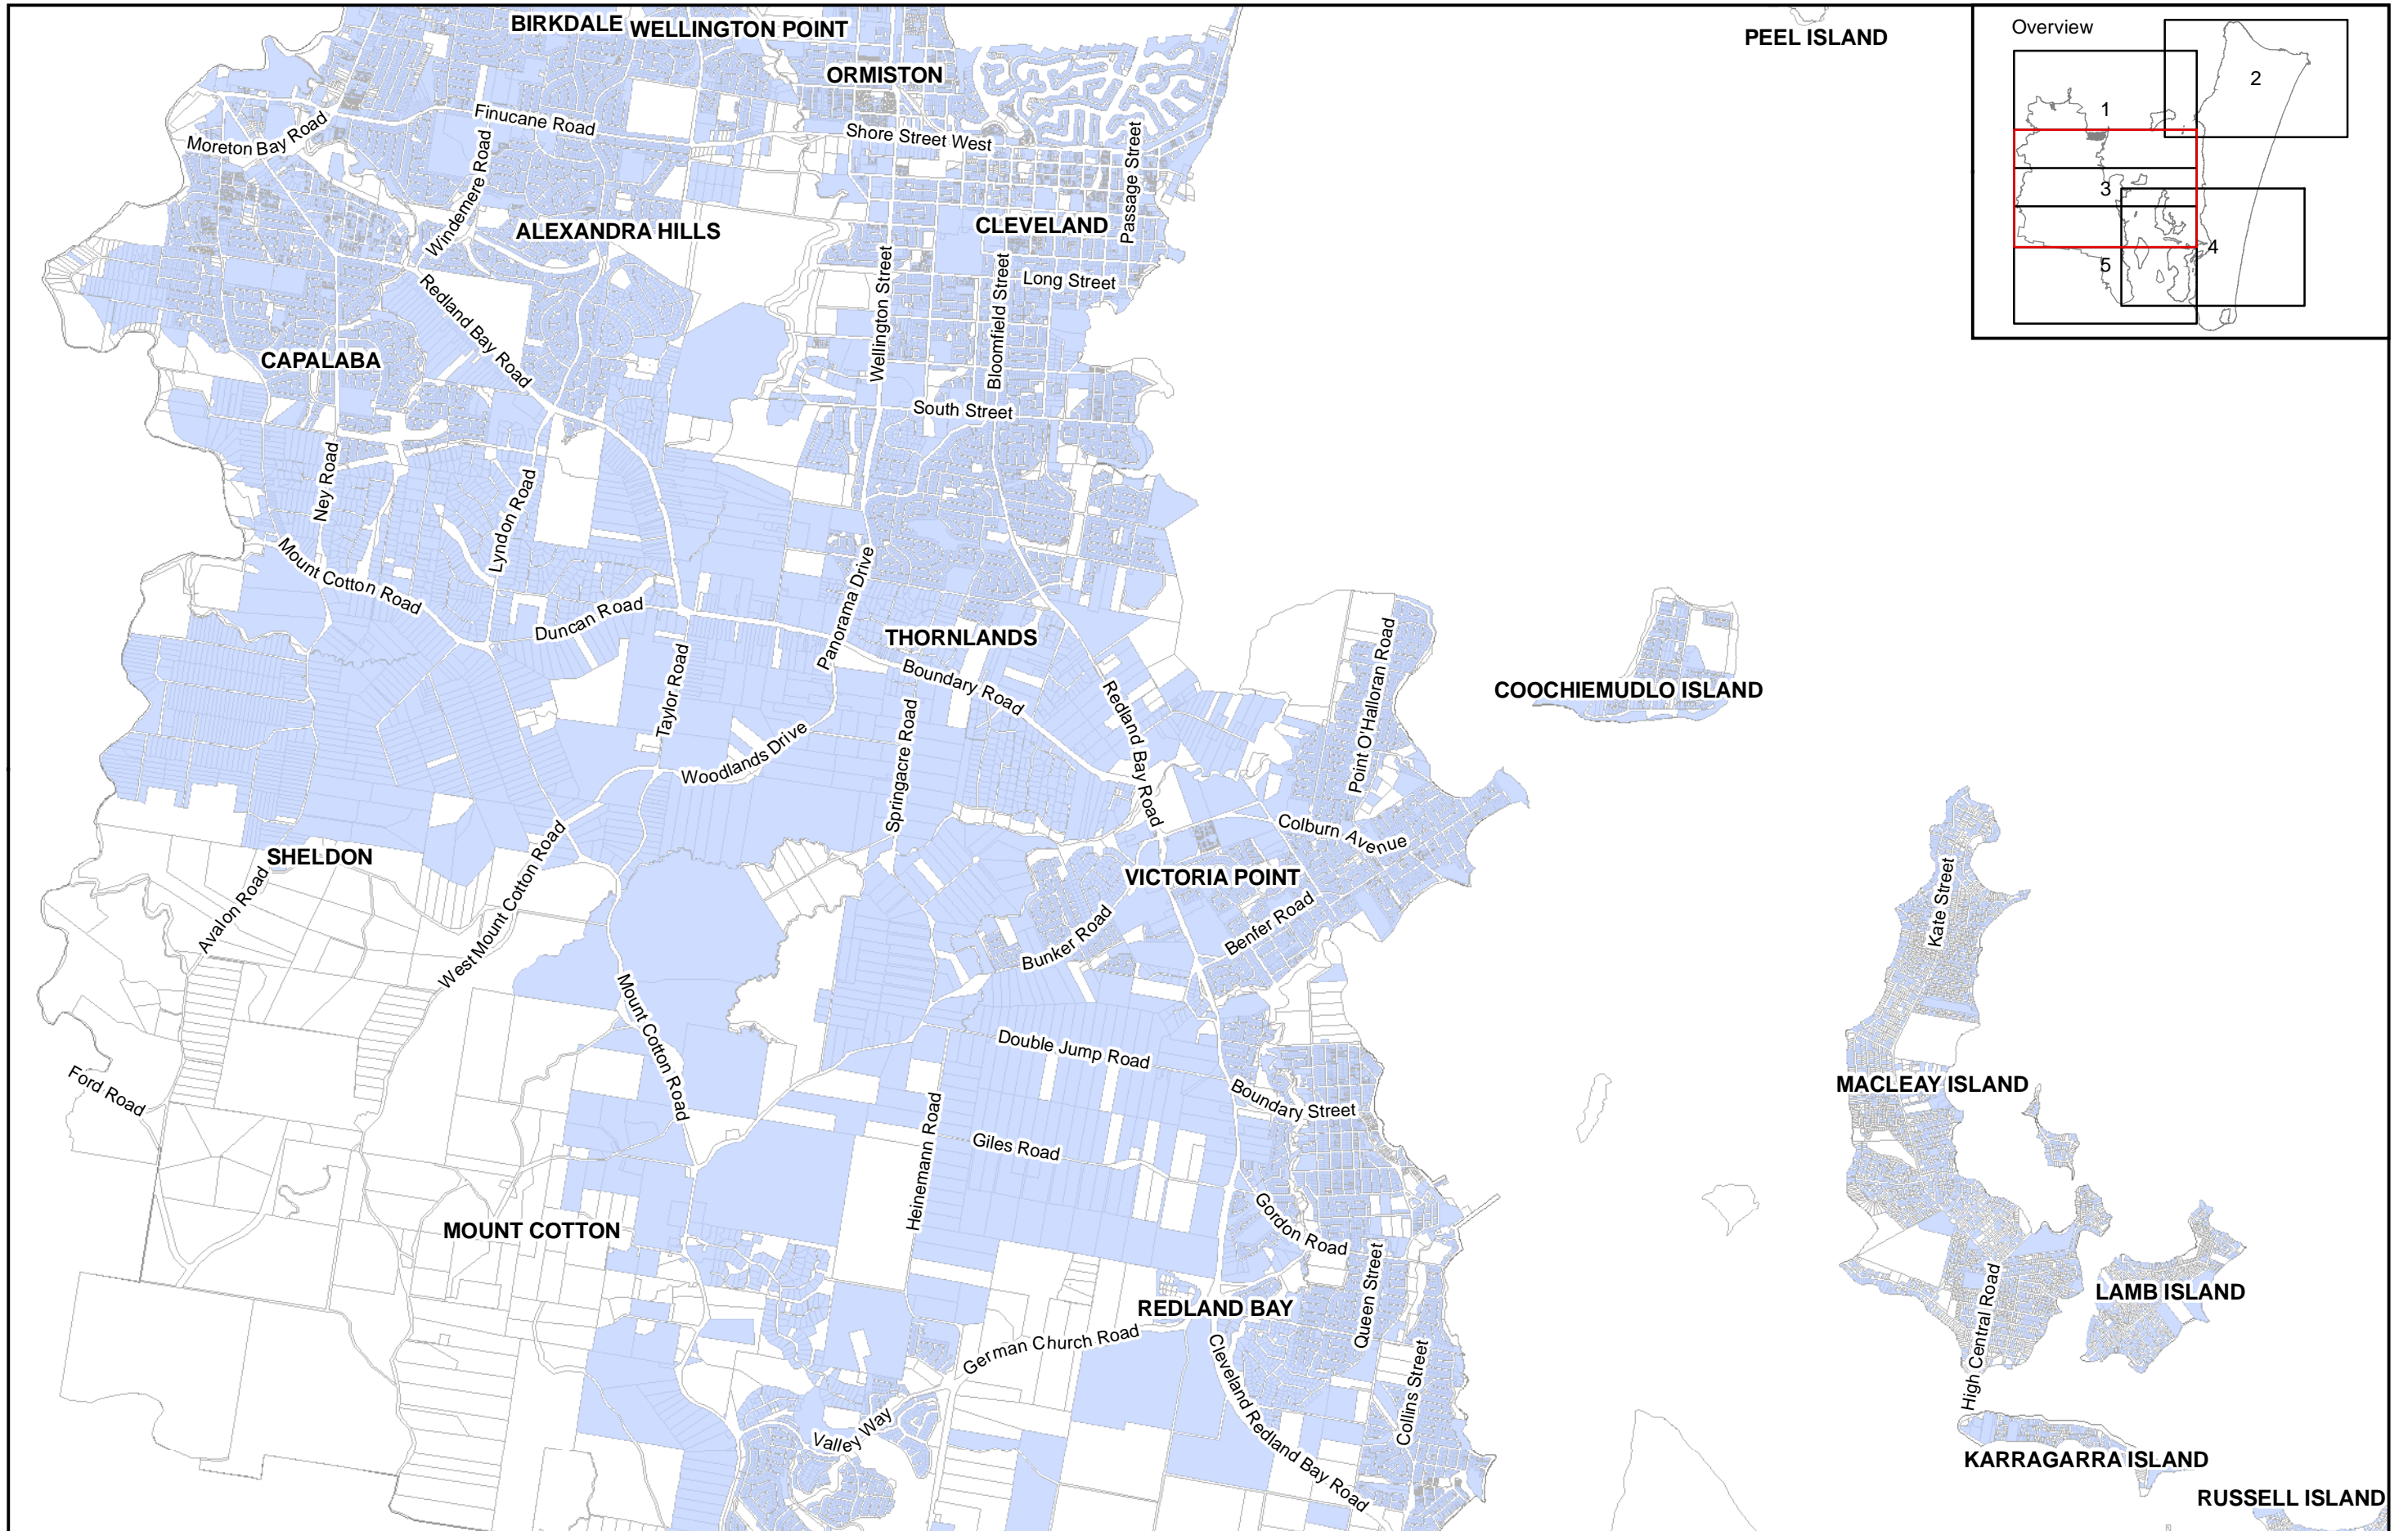 BIRKDALE
WELLINGTON POINT
PEEL ISLAND
Overview
1
2
3
4
5
ORMISTON
Finucane Road
Moreton Bay Road
Shore Street West
Passage Street
Windemere Road
ALEXANDRA HILLS
CLEVELAND
Long Street
Wellington Street
Bloomfield Street
Redland Bay Road
CAPALABA
South Street
Ney Road
Lyndon Road
Mount Cotton Road
Duncan Road
Panorama Drive
THORNLANDS
Taylor Road
Boundary Road
Redland Bay Road
Point O'Halloran Road
COOCHIEMUDLO ISLAND
Woodlands Drive
Springacre Road
Colburn Avenue
SHELDON
Avalon Road
West Mount Cotton Road
VICTORIA POINT
Benfer Road
Bunker Road
Kate Street
Mount Cotton Road
Double Jump Road
Ford Road
Boundary Street
MACLEAY ISLAND
Heinemann Road
Giles Road
Gordon Road
MOUNT COTTON
Queen Street
REDLAND BAY
LAMB ISLAND
High Central Road
German Church Road
Cleveland Redland Bay Road
Collins Street
Valley Way
KARRAGARRA ISLAND
RUSSELL ISLAND